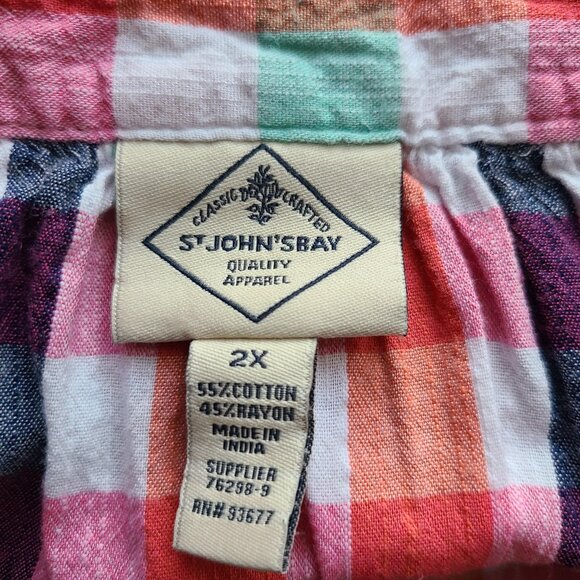 CLASSIC HANDCRAFTED
ST JOHN'S BAY
QUALITY
APPAREL
2X
55%COTTON
45%RAYON
MADE IN
INDIA
SUPPLIER
76298-9
RN# 93677